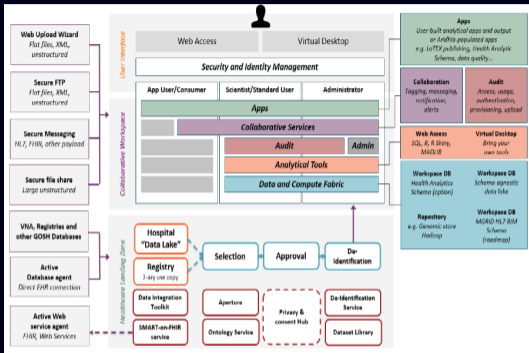 Web Upload Wizard
Flat files, XML,
unstructured
Secure FTP
Flat files, XML,
unstructured
Secure Messaging
HL7, FHIR, other payload
Secure file share
Large unstructured
VNA, Registries and
other GOSH Databases
Active
Database agent
Direct EHR connection
Active Web
service agent
FHIR, Web Services
User Interface
Web Access
Virtual Desktop
Security and Identity Management
Collaborative Workspace
App User/Consumer
Scientist/Standard User
Administrator
Apps
Collaborative Services
Audit
Admin
Analytical Tools
Data and Compute Fabric
Healthcare Landing Zone
Hospital
"Data Lake"
Registry
1-ary use copy
Selection
Approval
De-
Identification
Data Integration
Toolkit
SMART-on-FHIR
service
Aperture
Ontology Service
Privacy &
consent Hub
De-Identification
Service
Dataset Library
Apps
User-built analytical apps and output
or Aridhia-populated apps
e.g. LaTEX publishing, Health Analytic
Schema, data quality...
Collaboration
Tagging, messaging,
notification,
alerts
Audit
Access, usage,
authentication,
provisioning, upload
Web Access
SQL, R, R Shiny,
MADLIB
Virtual Desktop
Bring your
own tools
Workspace DB
Health Analytics
Schema (option)
Workspace DB
Schema agnostic
data lake
Repository
e.g. Genomic store
Hadoop
Workspace DB
MGRID HL7 RIM
Schema
(roadmap)